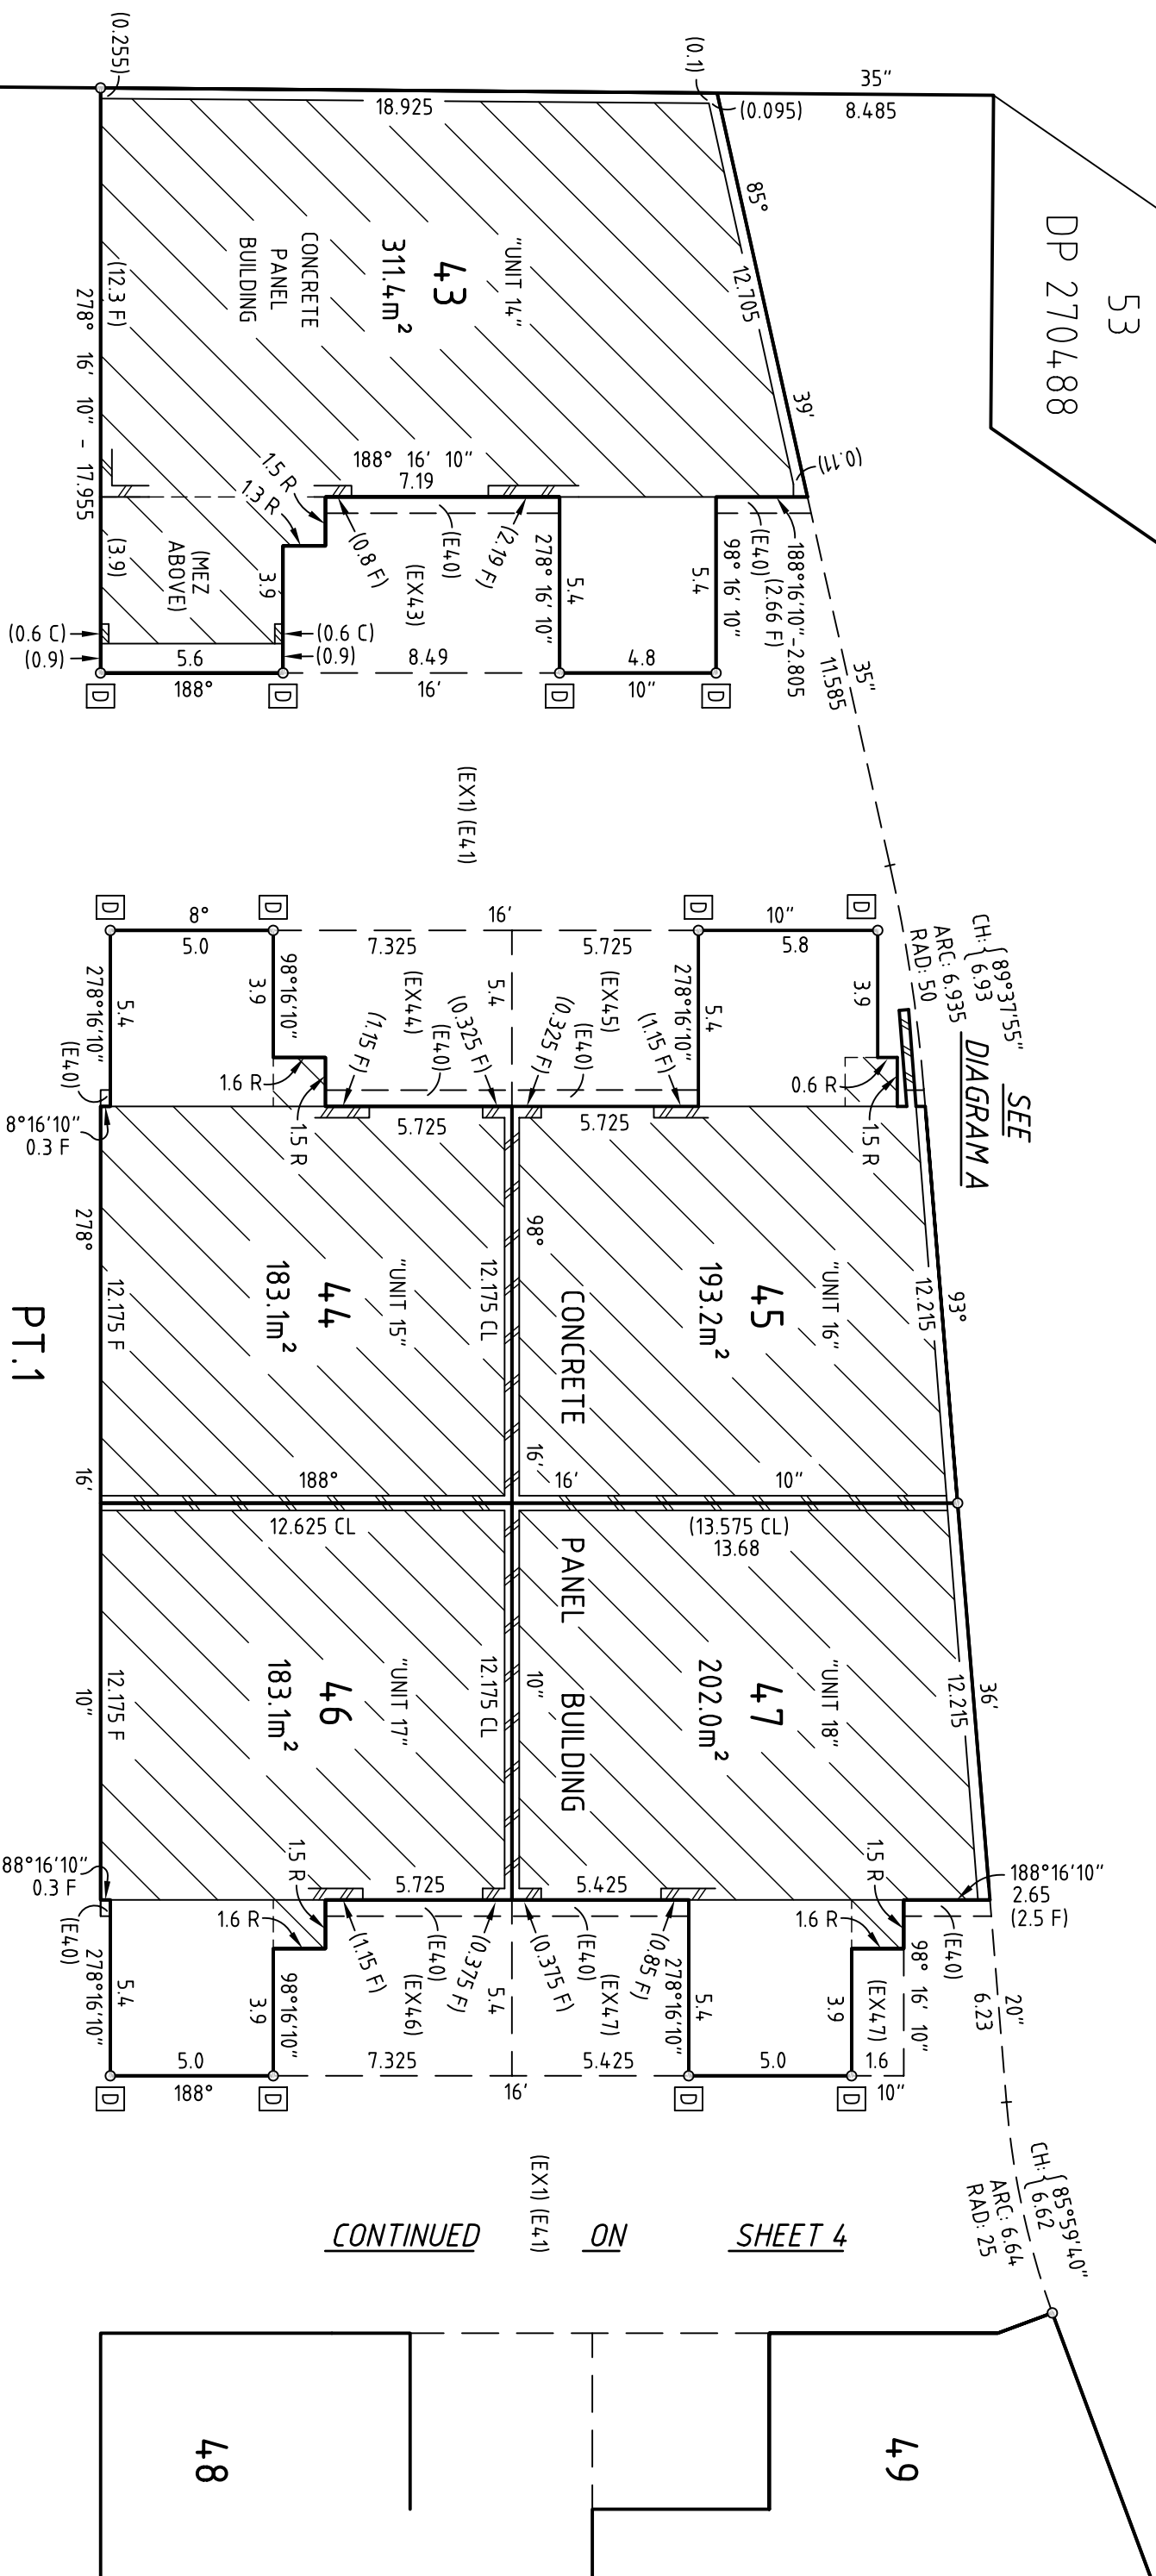 53
DP 270488
35"
8.485
(0.1)
(0.095)
(0.255)
18.925
85°
12.705
39'
(0.11)
"UNIT 14"
43
311.4m²
CONCRETE
PANEL
BUILDING
(12.3 F)
278° 16' 10" - 17.955
188° 16' 10"
7.19
1.5 R
1.3 R
(0.8 F)
(E40)
(2.19 F)
(EX43)
278° 16' 10"
5.4
5.4
98° 16' 10"
(E40)
(2.66 F)
188°16'10"-2.805
35"
11.585
(MEZ
ABOVE)
(3.9)
3.9
(0.6 C)
(0.9)
(0.6 C)
(0.9)
5.6
188°
8.49
16'
4.8
10"
D
D
D
D
(EX1) (E41)
D
D
D
D
8°
5.0
16'
7.325
5.725
10"
5.8
CH: { 89°37'55"
6.93
ARC: 6.935
RAD: 50
SEE
DIAGRAM A
278°16'10"
5.4
(E40)
3.9
98°16'10"
(EX44)
(E40)
5.4
(1.15 F)
(0.325 F)
(EX45)
(E40)
(0.325 F)
(1.15 F)
278°16'10"
5.4
3.9
1.6 R
1.5 R
0.6 R
1.5 R
8°16'10"
0.3 F
5.725
5.725
278°
12.175 F
16'
"UNIT 15"
44
183.1m²
12.175 CL
98°
CONCRETE
16'
"UNIT 16"
45
193.2m²
12.215
93°
PT.1
188°
16'
10"
12.625 CL
(13.575 CL)
13.68
"UNIT 17"
46
183.1m²
12.175 F
10"
12.175 CL
10"
PANEL
BUILDING
"UNIT 18"
47
202.0m²
12.215
36'
88°16'10"
0.3 F
5.725
5.425
1.5 R
1.6 R
1.5 R
1.6 R
188°16'10"
2.65
(2.5 F)
(E40)
278°16'10"
5.4
3.9
98°16'10"
(1.15 F)
(E40)
(EX46)
(0.375 F)
5.4
(0.375 F)
(E40)
(EX47)
(0.85 F)
278°16'10"
5.4
3.9
(EX47)
98° 16' 10"
(E40)
20"
6.23
5.0
188°
7.325
16'
5.425
5.0
1.6
10"
D
D
D
D
CH: { 85°59'40"
6.62
ARC: 6.64
RAD: 25
(EX1) (E41)
CONTINUED ON SHEET 4
48
49